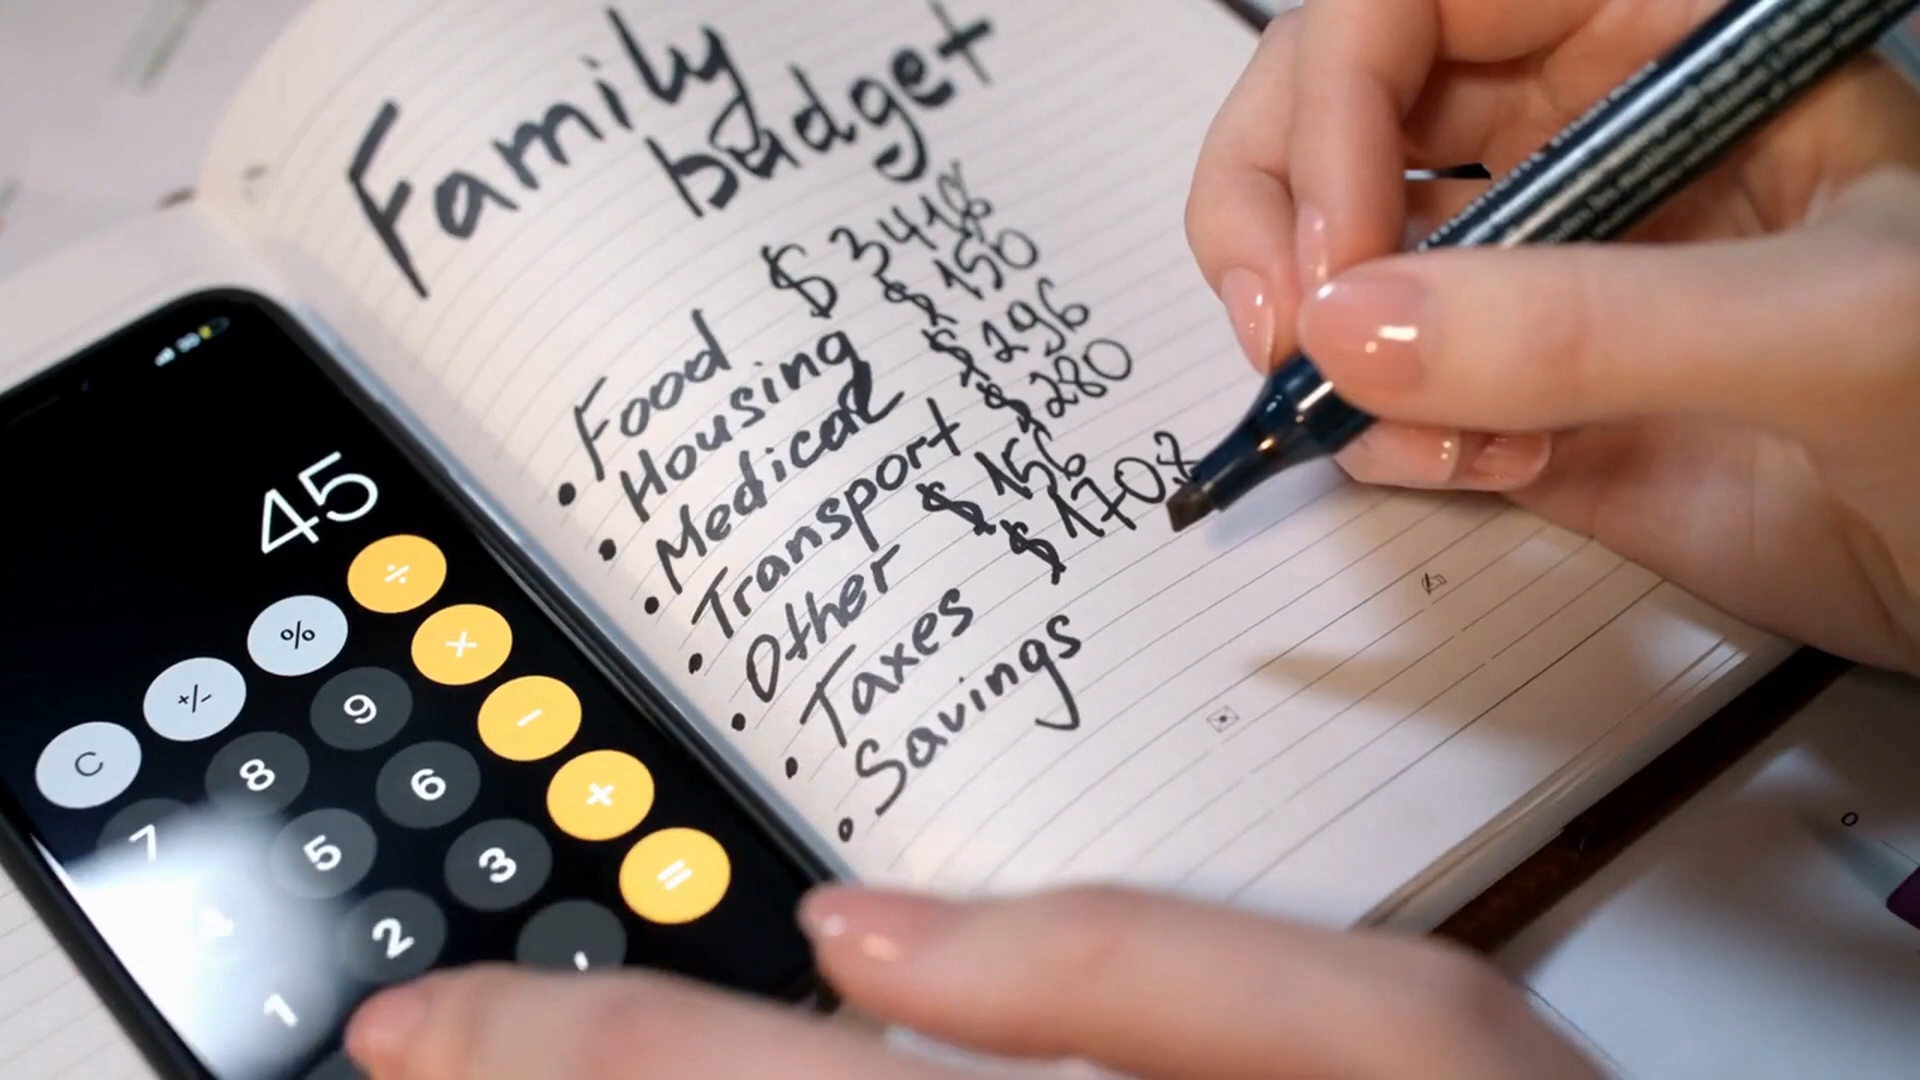 Family
budget
• Food $ 3418
• Housing $ 150
• Medical $ 296
• Transport $ 280
• Other $ 156
• Taxes $ 1708
• Savings
45
C +/- % ÷
7 8 9 ×
4 5 6 −
1 2 3 +
, =